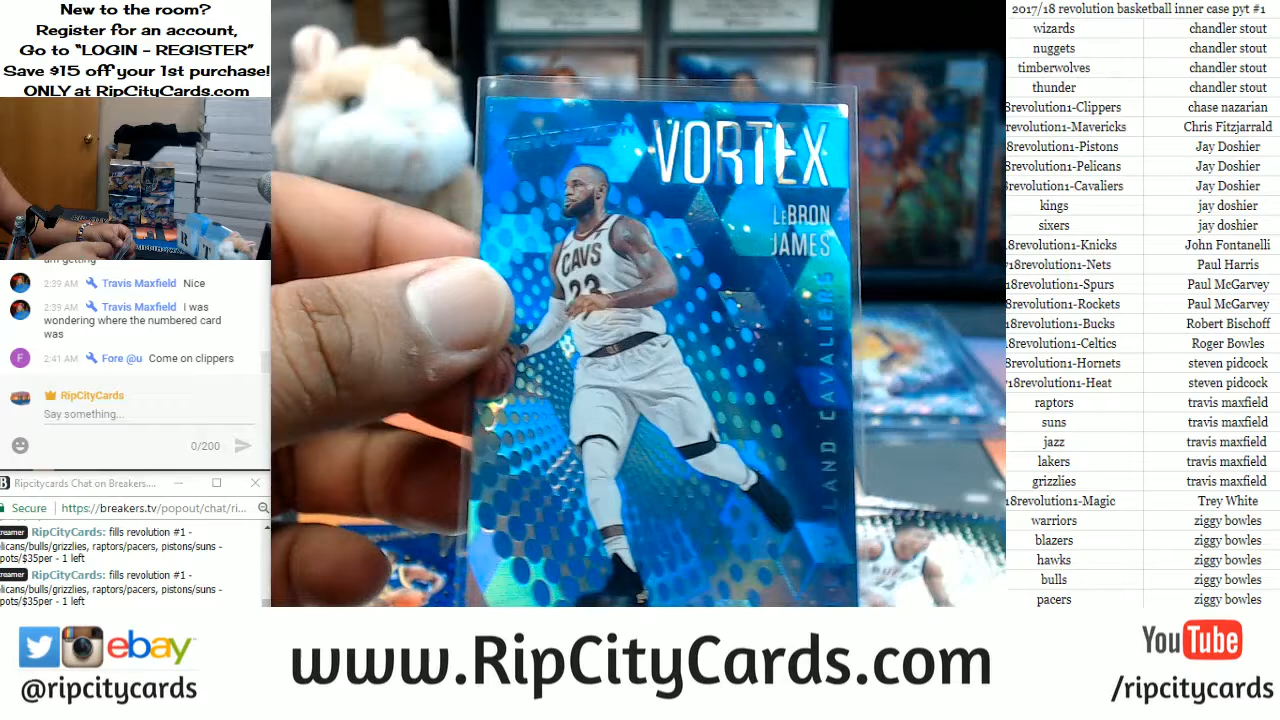 New to the room?
Register for an account,
Go to “LOGIN - REGISTER”
Save $15 off your 1st purchase!
ONLY at RipCityCards.com
am getting
2:39 AM Travis Maxfield Nice
2:39 AM Travis Maxfield I was
wondering where the numbered card
was
F 2:41 AM Fore @u Come on clippers
RipCityCards
Say something...
0/200
Ripcitycards Chat on Breakers....
Secure https://breakers.tv/popout/chat/ri...
reamer RipCityCards: fills revolution #1 -
elicans/bulls/grizzlies, raptors/pacers, pistons/suns -
pots/$35per - 1 left
reamer RipCityCards: fills revolution #1 -
elicans/bulls/grizzlies, raptors/pacers, pistons/suns -
pots/$35per - 1 left
VORTEX
LeBRON
JAMES
CAVS
23
LAND CAVALIERS
2017/18 revolution basketball inner case pyt #1
wizards chandler stout
nuggets chandler stout
timberwolves chandler stout
thunder chandler stout
8revolution1-Clippers chase nazarian
revolution1-Mavericks Chris Fitzjarrald
18revolution1-Pistons Jay Doshier
18revolution1-Pelicans Jay Doshier
8revolution1-Cavaliers Jay Doshier
kings jay doshier
sixers jay doshier
18revolution1-Knicks John Fontanelli
18revolution1-Nets Paul Harris
18revolution1-Spurs Paul McGarvey
18revolution1-Rockets Paul McGarvey
18revolution1-Bucks Robert Bischoff
18revolution1-Celtics Roger Bowles
18revolution1-Hornets steven pidcock
18revolution1-Heat steven pidcock
raptors travis maxfield
suns travis maxfield
jazz travis maxfield
lakers travis maxfield
grizzlies travis maxfield
18revolution1-Magic Trey White
warriors ziggy bowles
blazers ziggy bowles
hawks ziggy bowles
bulls ziggy bowles
pacers ziggy bowles
ebay
@ripcitycards
www.RipCityCards.com
YouTube
/ripcitycards